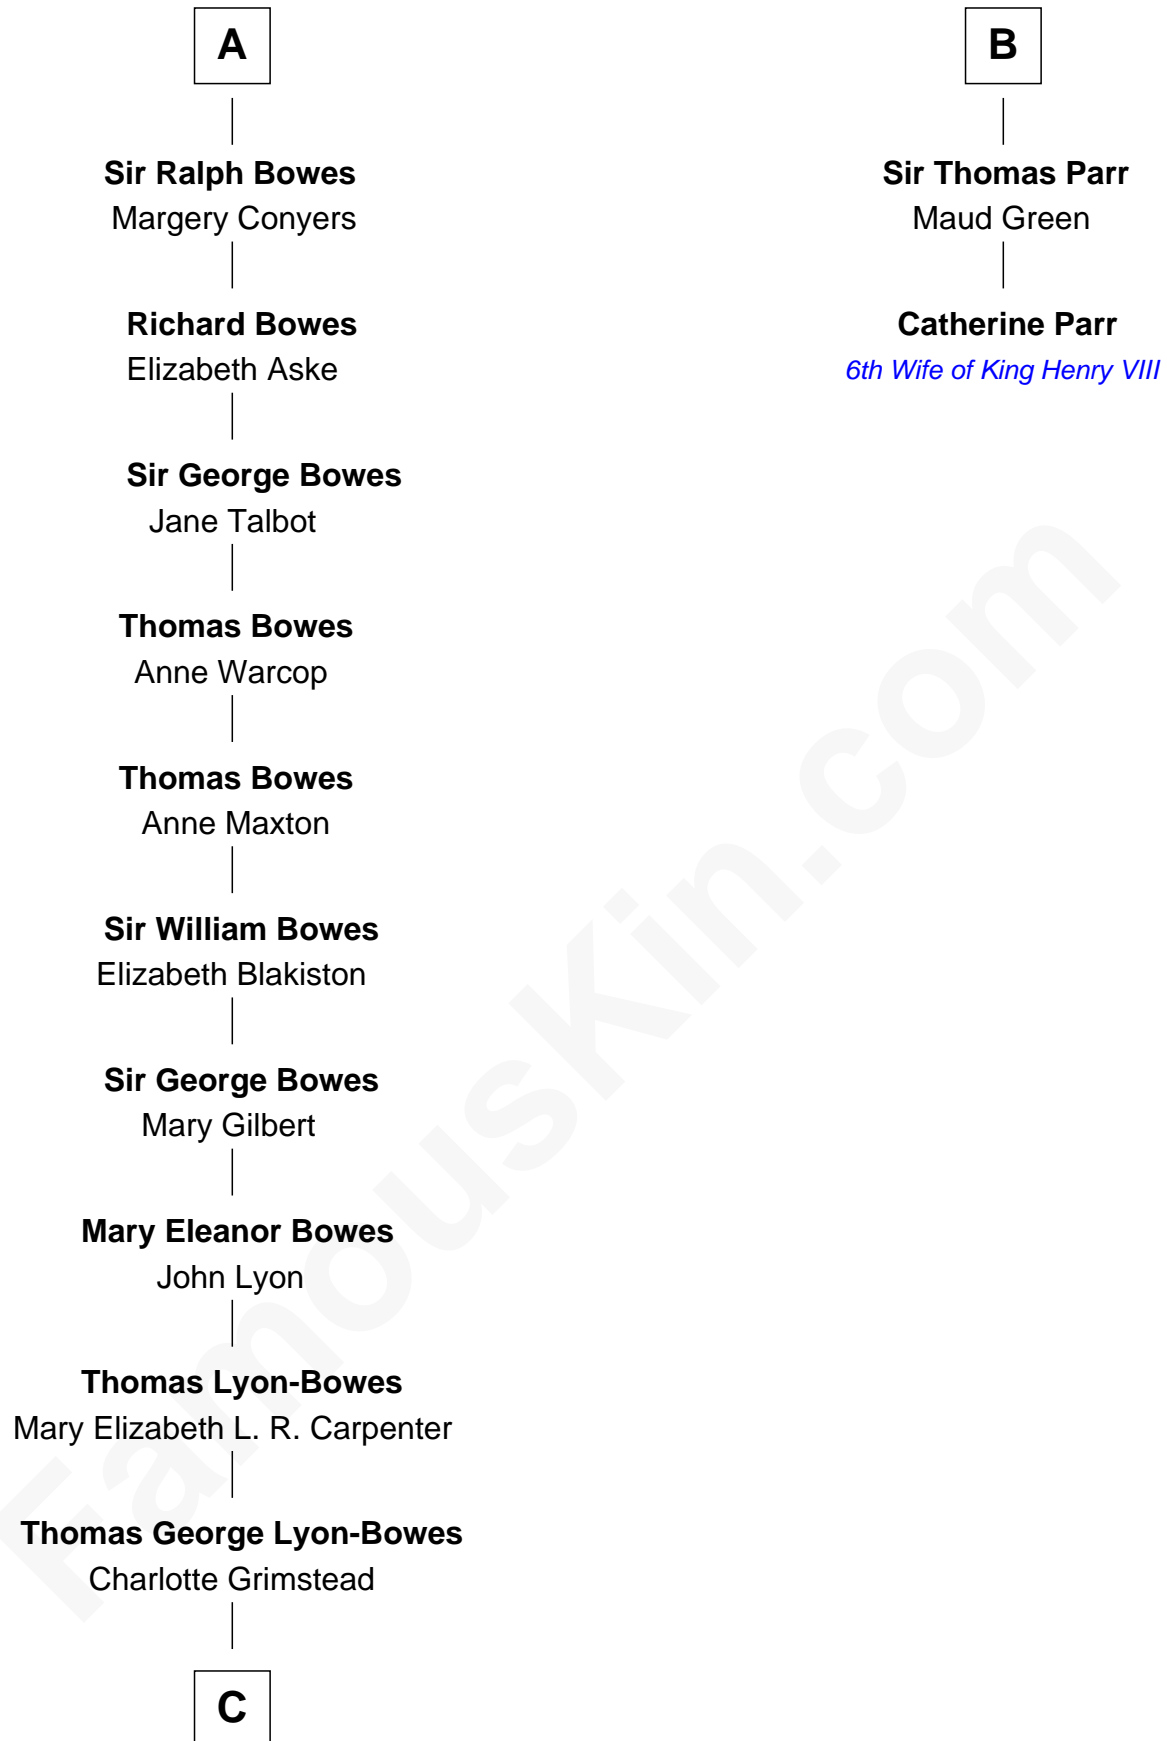 A
Sir Ralph Bowes
Margery Conyers
Richard Bowes
Elizabeth Aske
Sir George Bowes
Jane Talbot
Thomas Bowes
Anne Warcop
Thomas Bowes
Anne Maxton
Sir William Bowes
Elizabeth Blakiston
Sir George Bowes
Mary Gilbert
Mary Eleanor Bowes
John Lyon
Thomas Lyon-Bowes
Mary Elizabeth L. R. Carpenter
Thomas George Lyon-Bowes
Charlotte Grimstead
C
B
Sir Thomas Parr
Maud Green
Catherine Parr
6th Wife of King Henry VIII
FamousKin.com